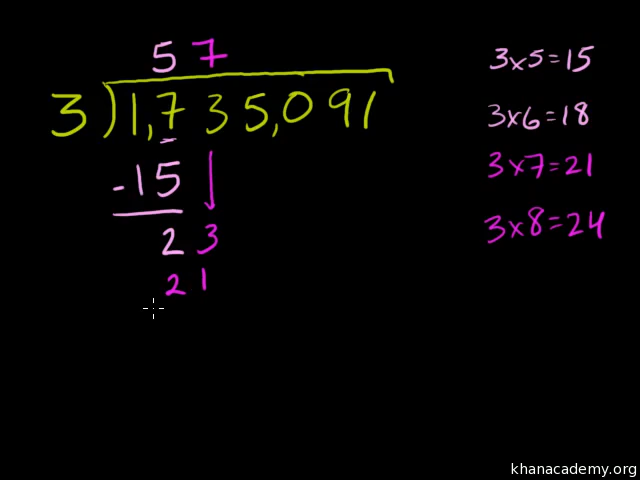 57
3)1,735,091
-15
23
21
3x5=15
3x6=18
3x7=21
3x8=24
khanacademy.org